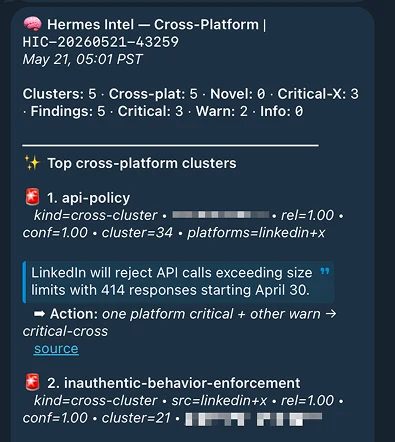 🧠 Hermes Intel — Cross-Platform |
HIC-20260521-43259
May 21, 05:01 PST
Clusters: 5 · Cross-plat: 5 · Novel: 0 · Critical-X: 3
· Findings: 5 · Critical: 3 · Warn: 2 · Info: 0
✨ Top cross-platform clusters
🚨 1. api-policy
kind=cross-cluster • • rel=1.00 •
conf=1.00 • cluster=34 • platforms=linkedin+x
LinkedIn will reject API calls exceeding size
limits with 414 responses starting April 30.
➡ Action: one platform critical + other warn →
critical-cross
source
🚨 2. inauthentic-behavior-enforcement
kind=cross-cluster • src=linkedin+x • rel=1.00 •
conf=1.00 • cluster=21 •